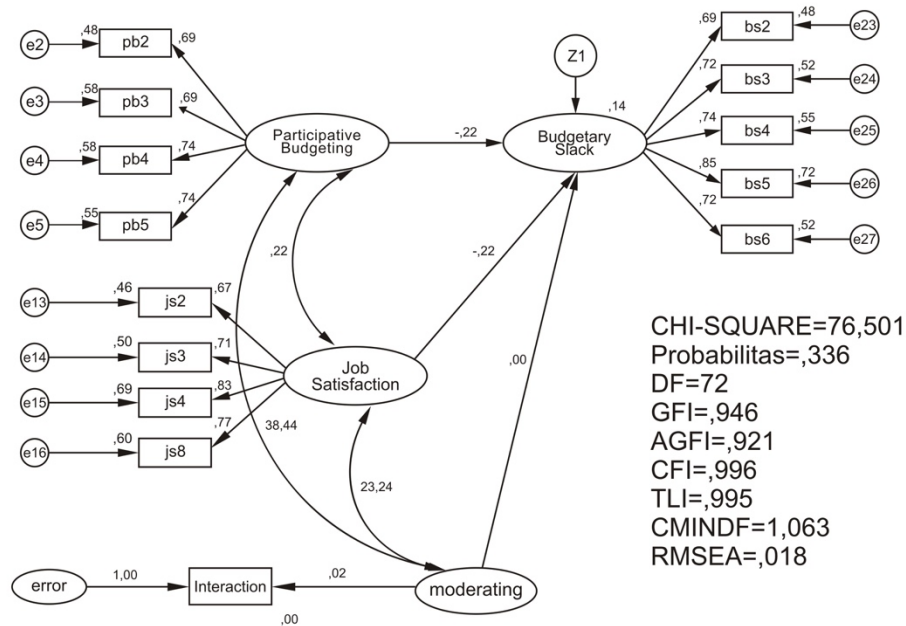 e2
,48
pb2
,69
e3
,58
pb3
,69
e4
,58
pb4
,74
e5
,55
pb5
,74
Participative
Budgeting
-,22
Z1
,14
Budgetary
Slack
,69
bs2
,48
e23
,72
bs3
,52
e24
,74
bs4
,55
e25
,85
bs5
,72
e26
,72
bs6
,52
e27
,22
-,22
e13
,46
js2
,67
e14
,50
js3
,71
e15
,69
js4
,83
e16
,60
js8
,77
Job
Satisfaction
,00
38,44
23,24
error
1,00
Interaction
,02
,00
moderating
CHI-SQUARE=76,501
Probabilitas=,336
DF=72
GFI=,946
AGFI=,921
CFI=,996
TLI=,995
CMINDF=1,063
RMSEA=,018